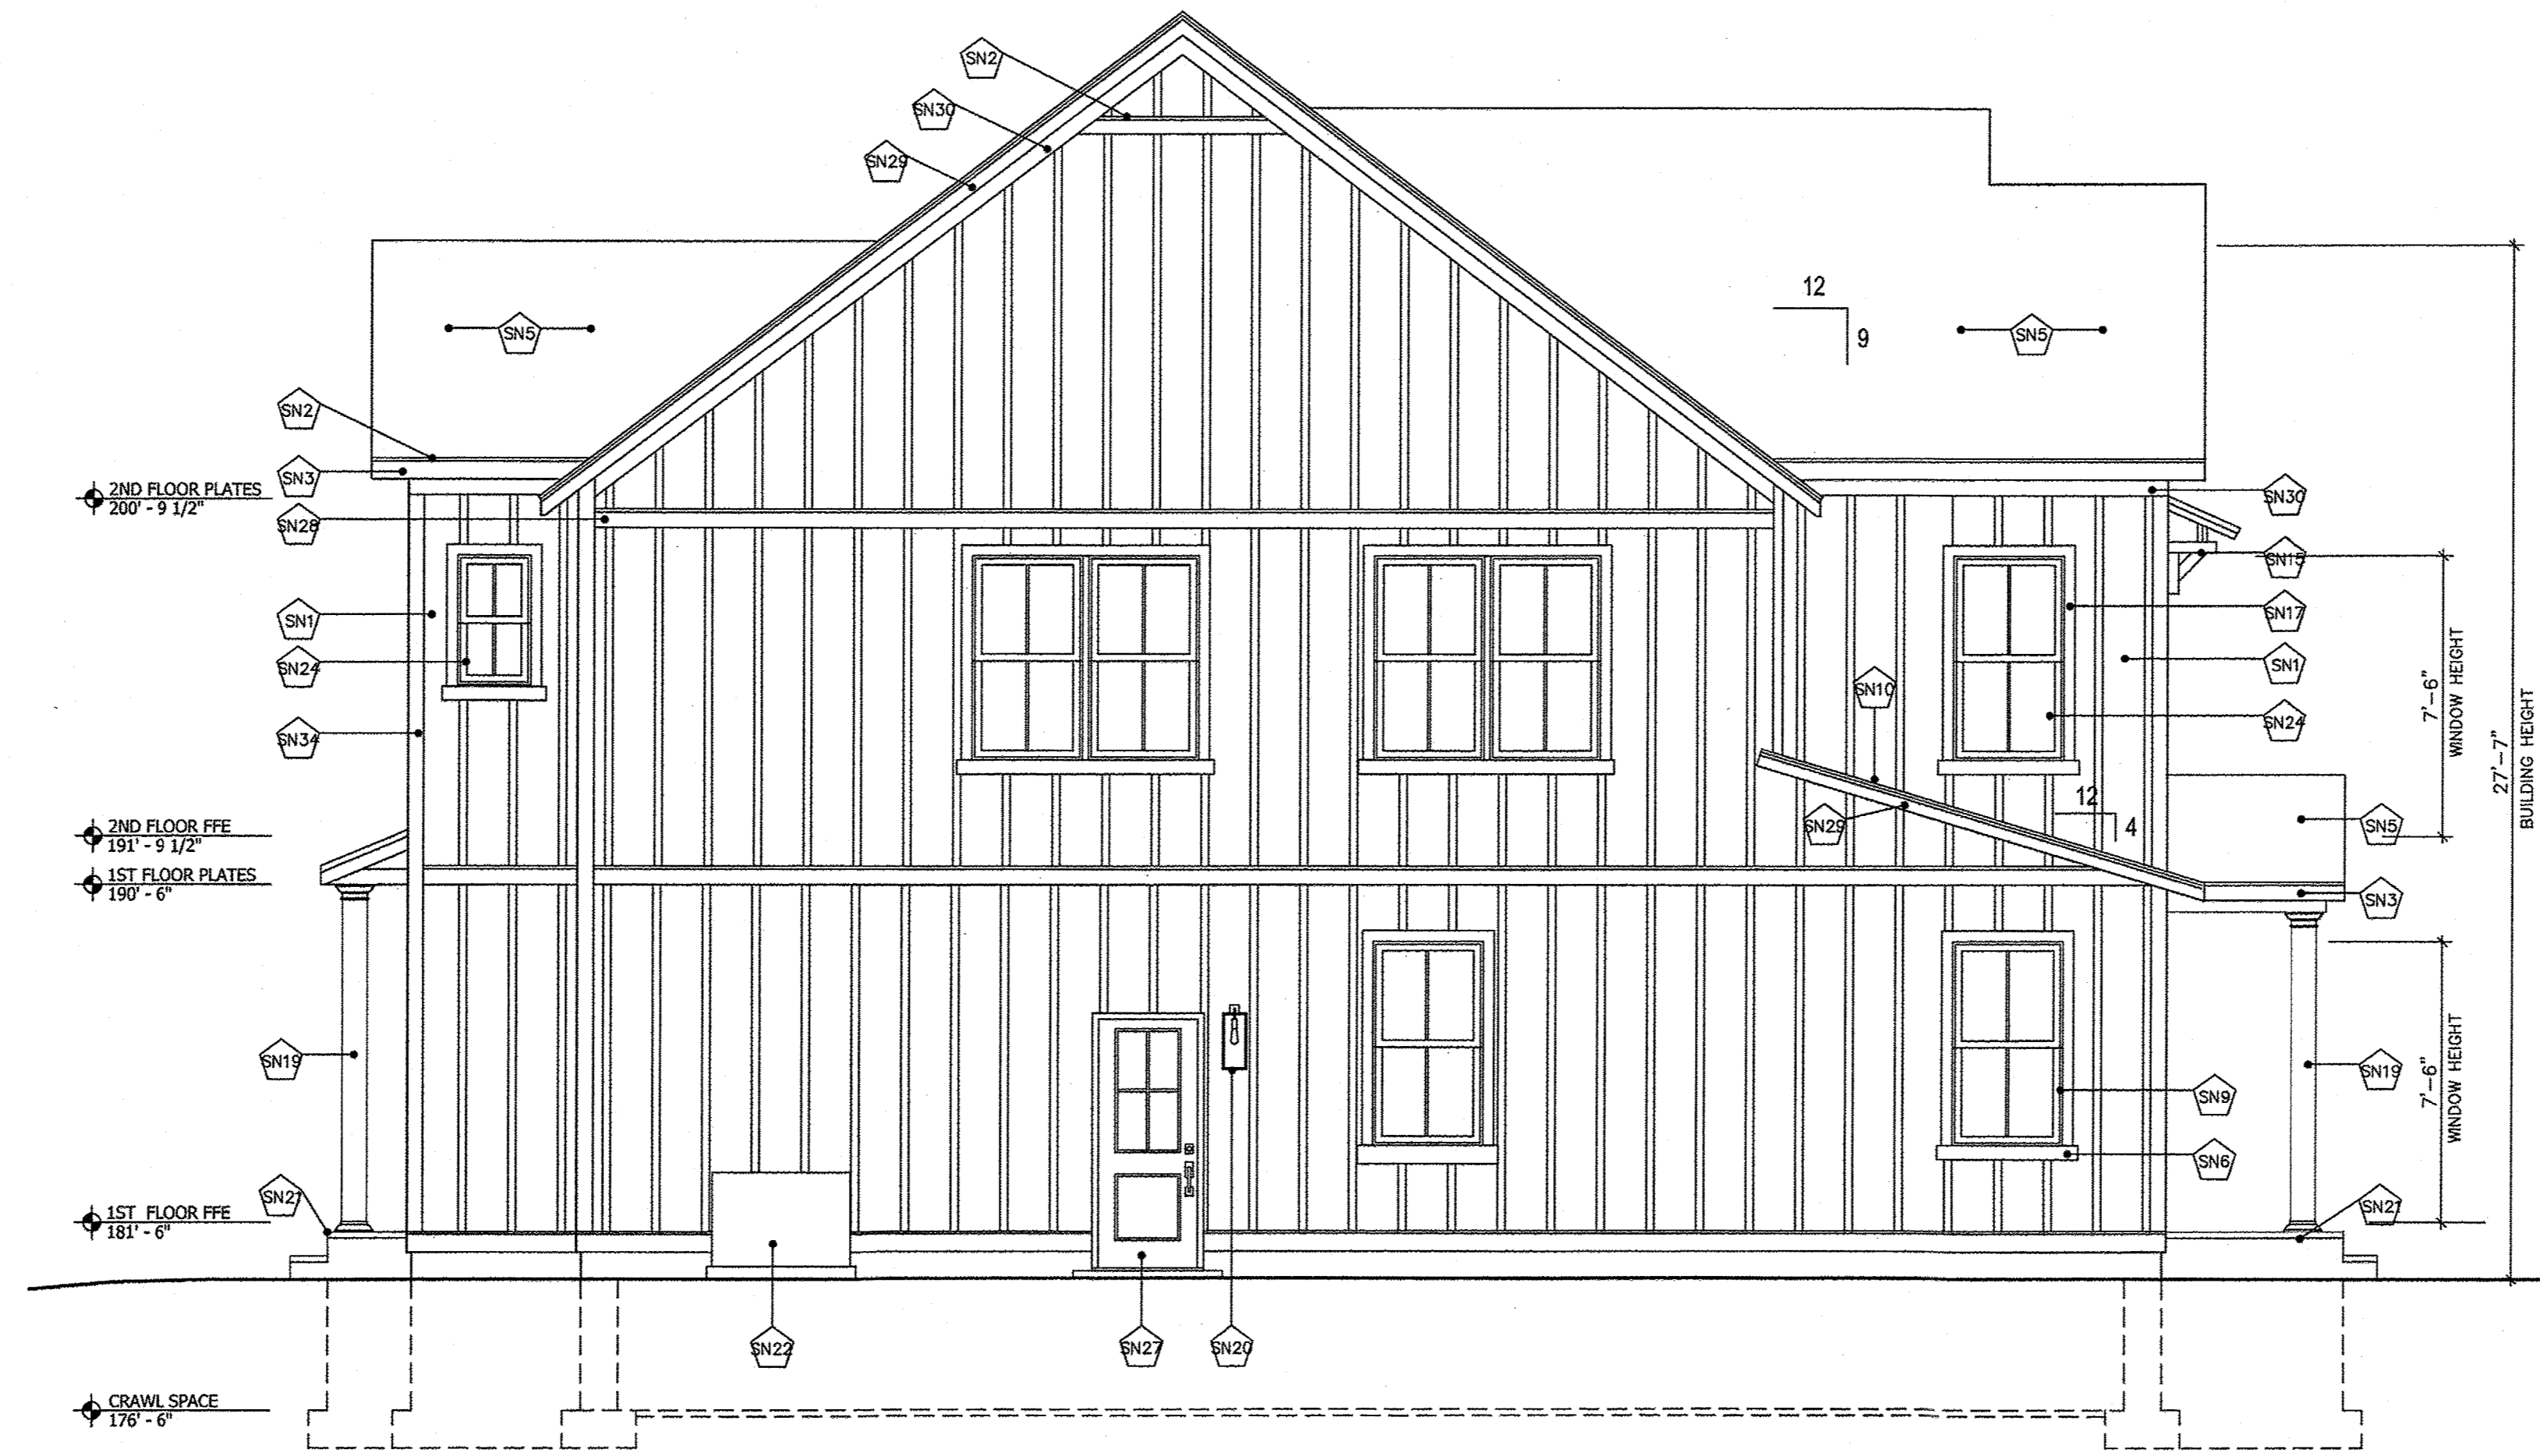 SN2
SN30
SN29
12
9
SN5
SN5
SN2
SN3
2ND FLOOR PLATES
200' - 9 1/2"
SN28
SN30
SN15
SN1
SN17
SN24
SN1
SN10
SN24
SN34
7'-6"
WINDOW HEIGHT
27'-7"
BUILDING HEIGHT
12
4
SN29
SN5
2ND FLOOR FFE
191' - 9 1/2"
1ST FLOOR PLATES
190' - 6"
SN3
SN19
SN19
SN9
7'-6"
WINDOW HEIGHT
SN6
SN21
SN21
1ST FLOOR FFE
181' - 6"
SN22
SN27
SN20
CRAWL SPACE
176' - 6"